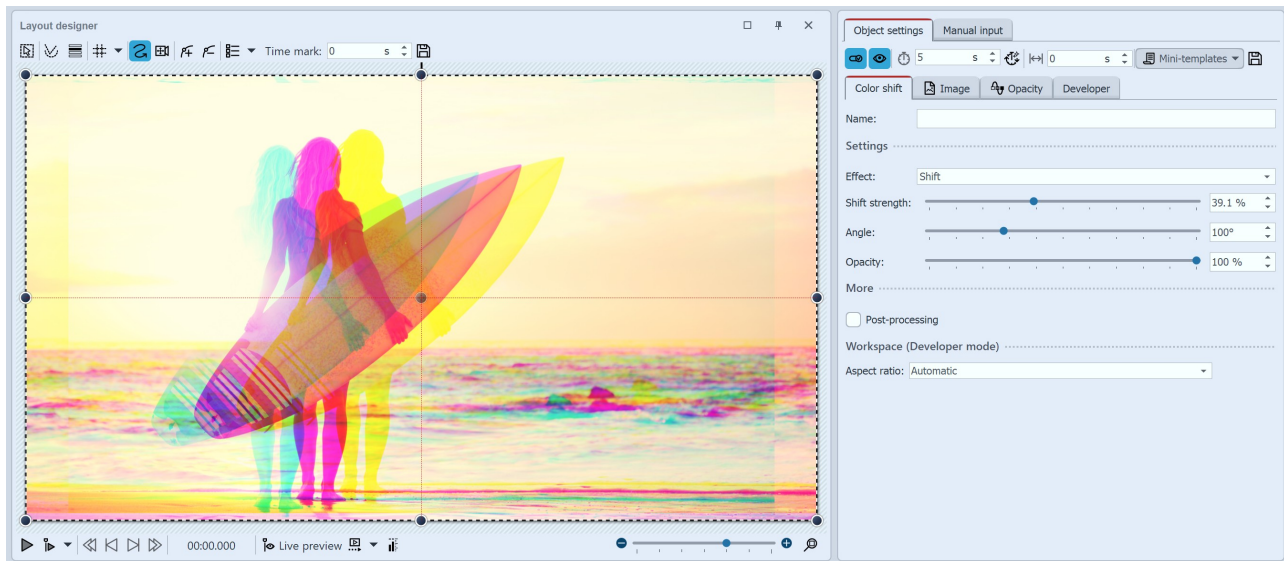 Layout designer
Time mark: 0 s
00:00.000 Live preview
Object settings Manual input
5 s 0 s Mini-templates
Color shift Image Opacity Developer
Name:
Settings
Effect: Shift
Shift strength: 39.1 %
Angle: 100°
Opacity: 100 %
More
Post-processing
Workspace (Developer mode)
Aspect ratio: Automatic